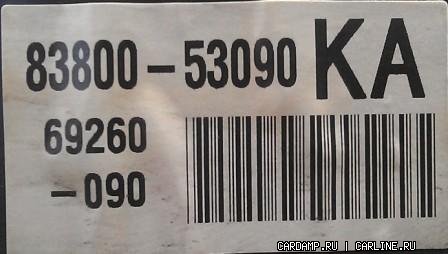 83800-53090 KA
69260
-090
CARDAMP.RU | CARLINE.RU